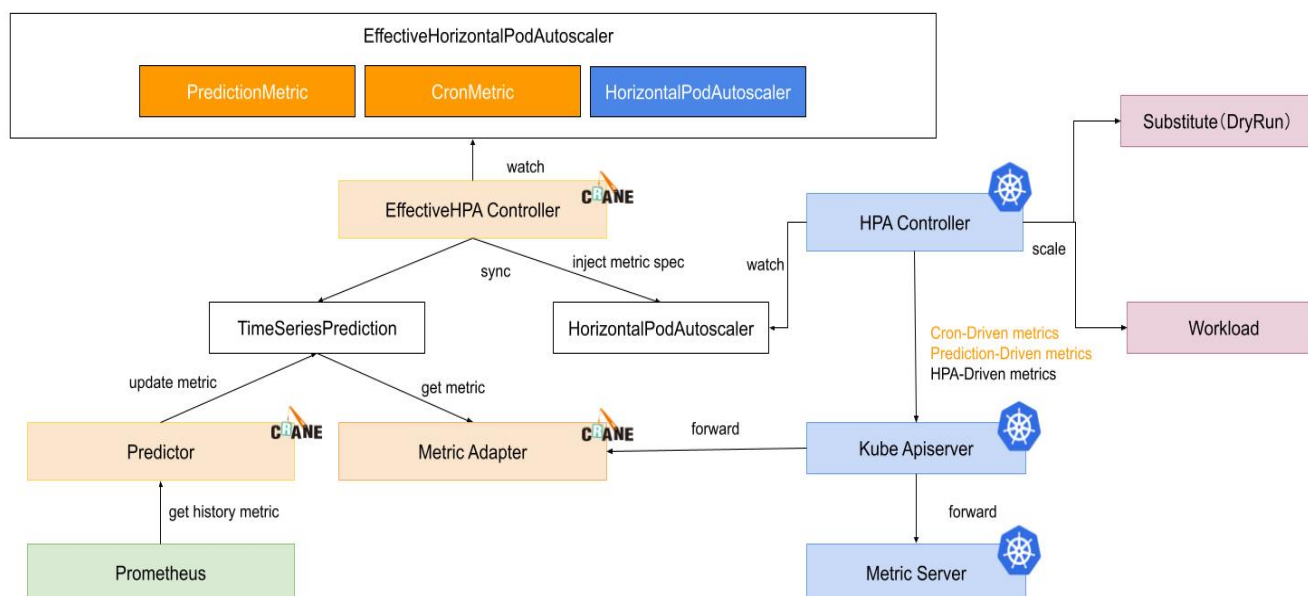 EffectiveHorizontalPodAutoscaler
PredictionMetric
CronMetric
HorizontalPodAutoscaler
watch
Substitute(DryRun)
CRANE
EffectiveHPA Controller
HPA Controller
sync
inject metric spec
watch
scale
TimeSeriesPrediction
HorizontalPodAutoscaler
Workload
Cron-Driven metrics
Prediction-Driven metrics
HPA-Driven metrics
update metric
get metric
CRANE
CRANE
forward
Predictor
Metric Adapter
Kube Apiserver
get history metric
forward
Prometheus
Metric Server